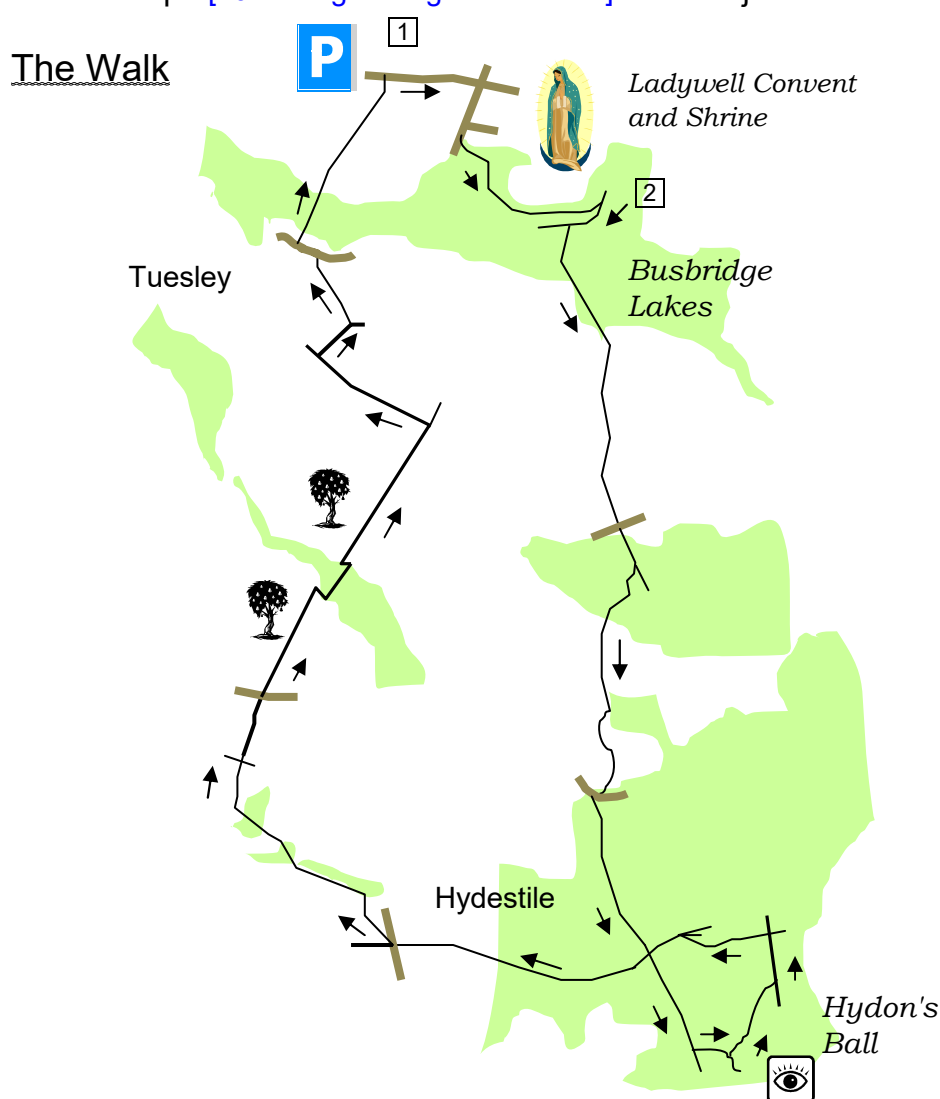 The Walk
P
1
Ladywell Convent
and Shrine
2
Busbridge
Lakes
Tuesley
Hydestile
Hydon's
Ball